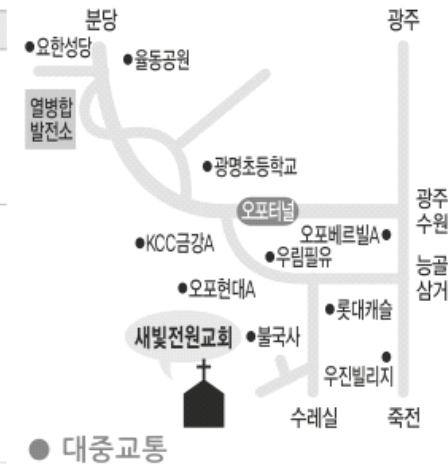 분당
광주
●요한성당
●율동공원
열병합
발전소
●광명초등학교
오포터널
광주
수원
오포베르빌A●
●KCC금강A
●우림필유
능골
삼거
●오포현대A
●롯대캐슬
새빛전원교회
●불국사
우진빌리지
수레실
죽전
● 대중교통